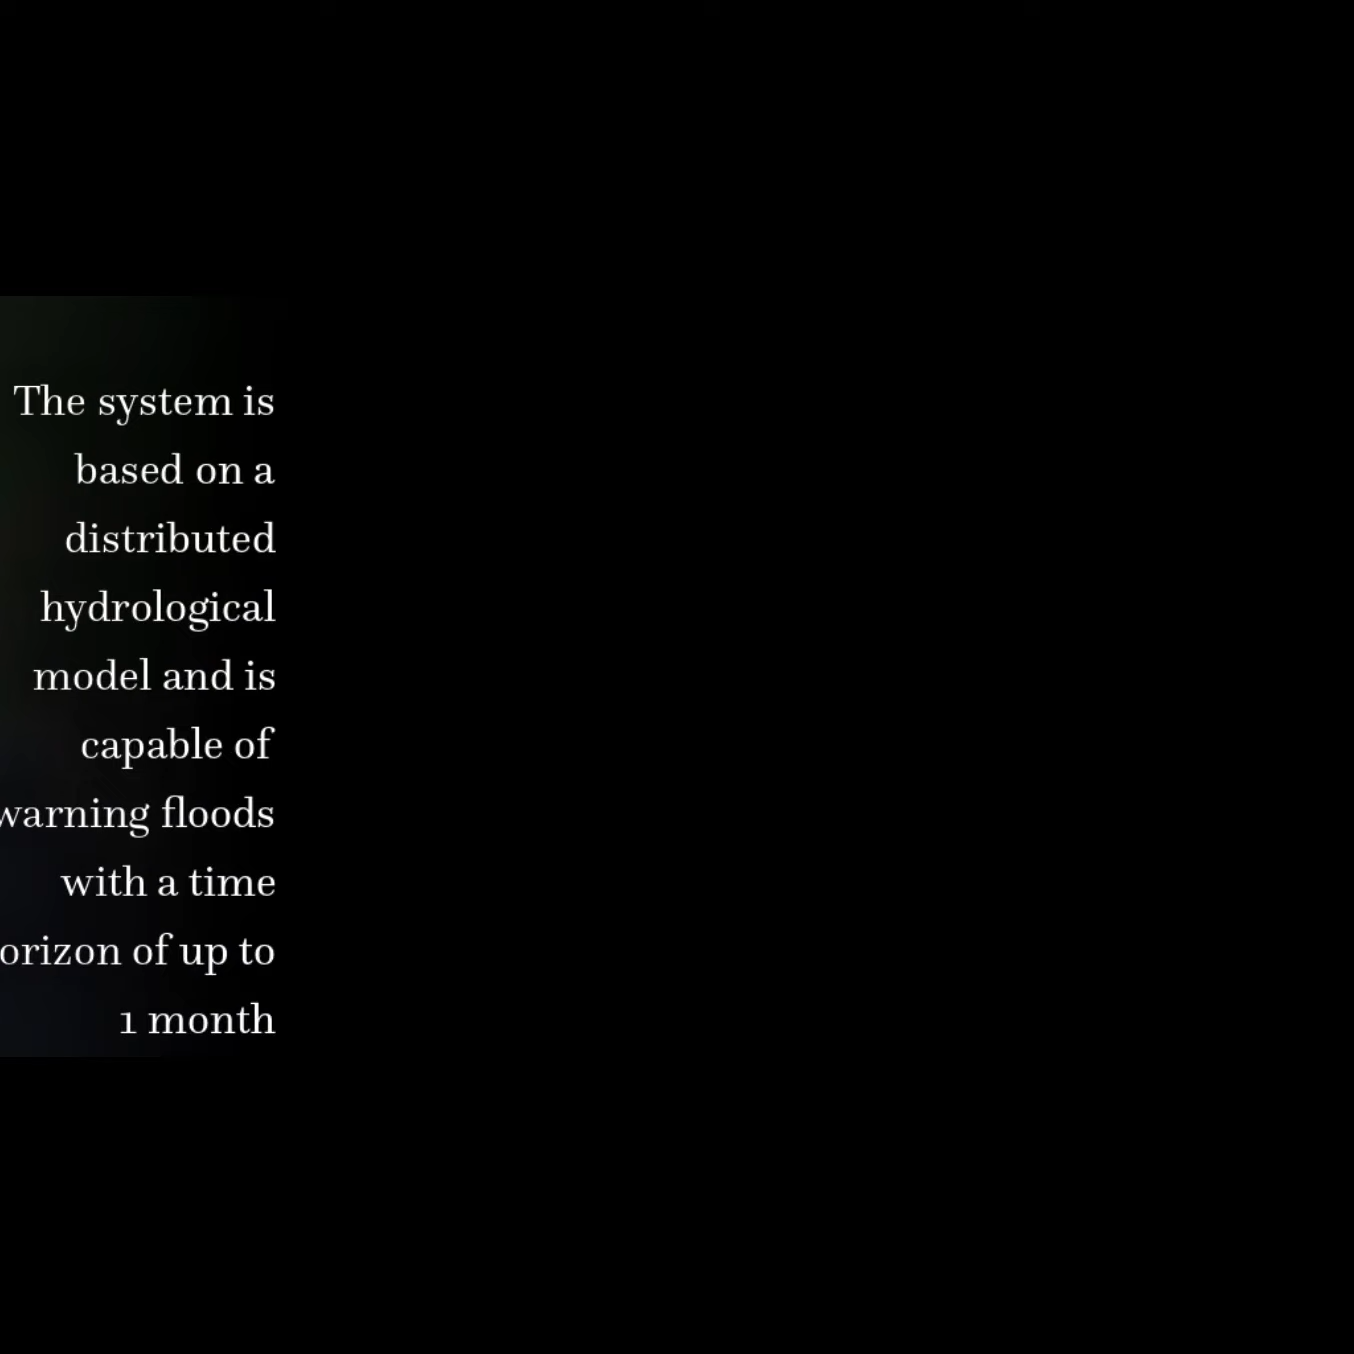 The system is
based on a
distributed
hydrological
model and is
capable of
warning floods
with a time
orizon of up to
1 month